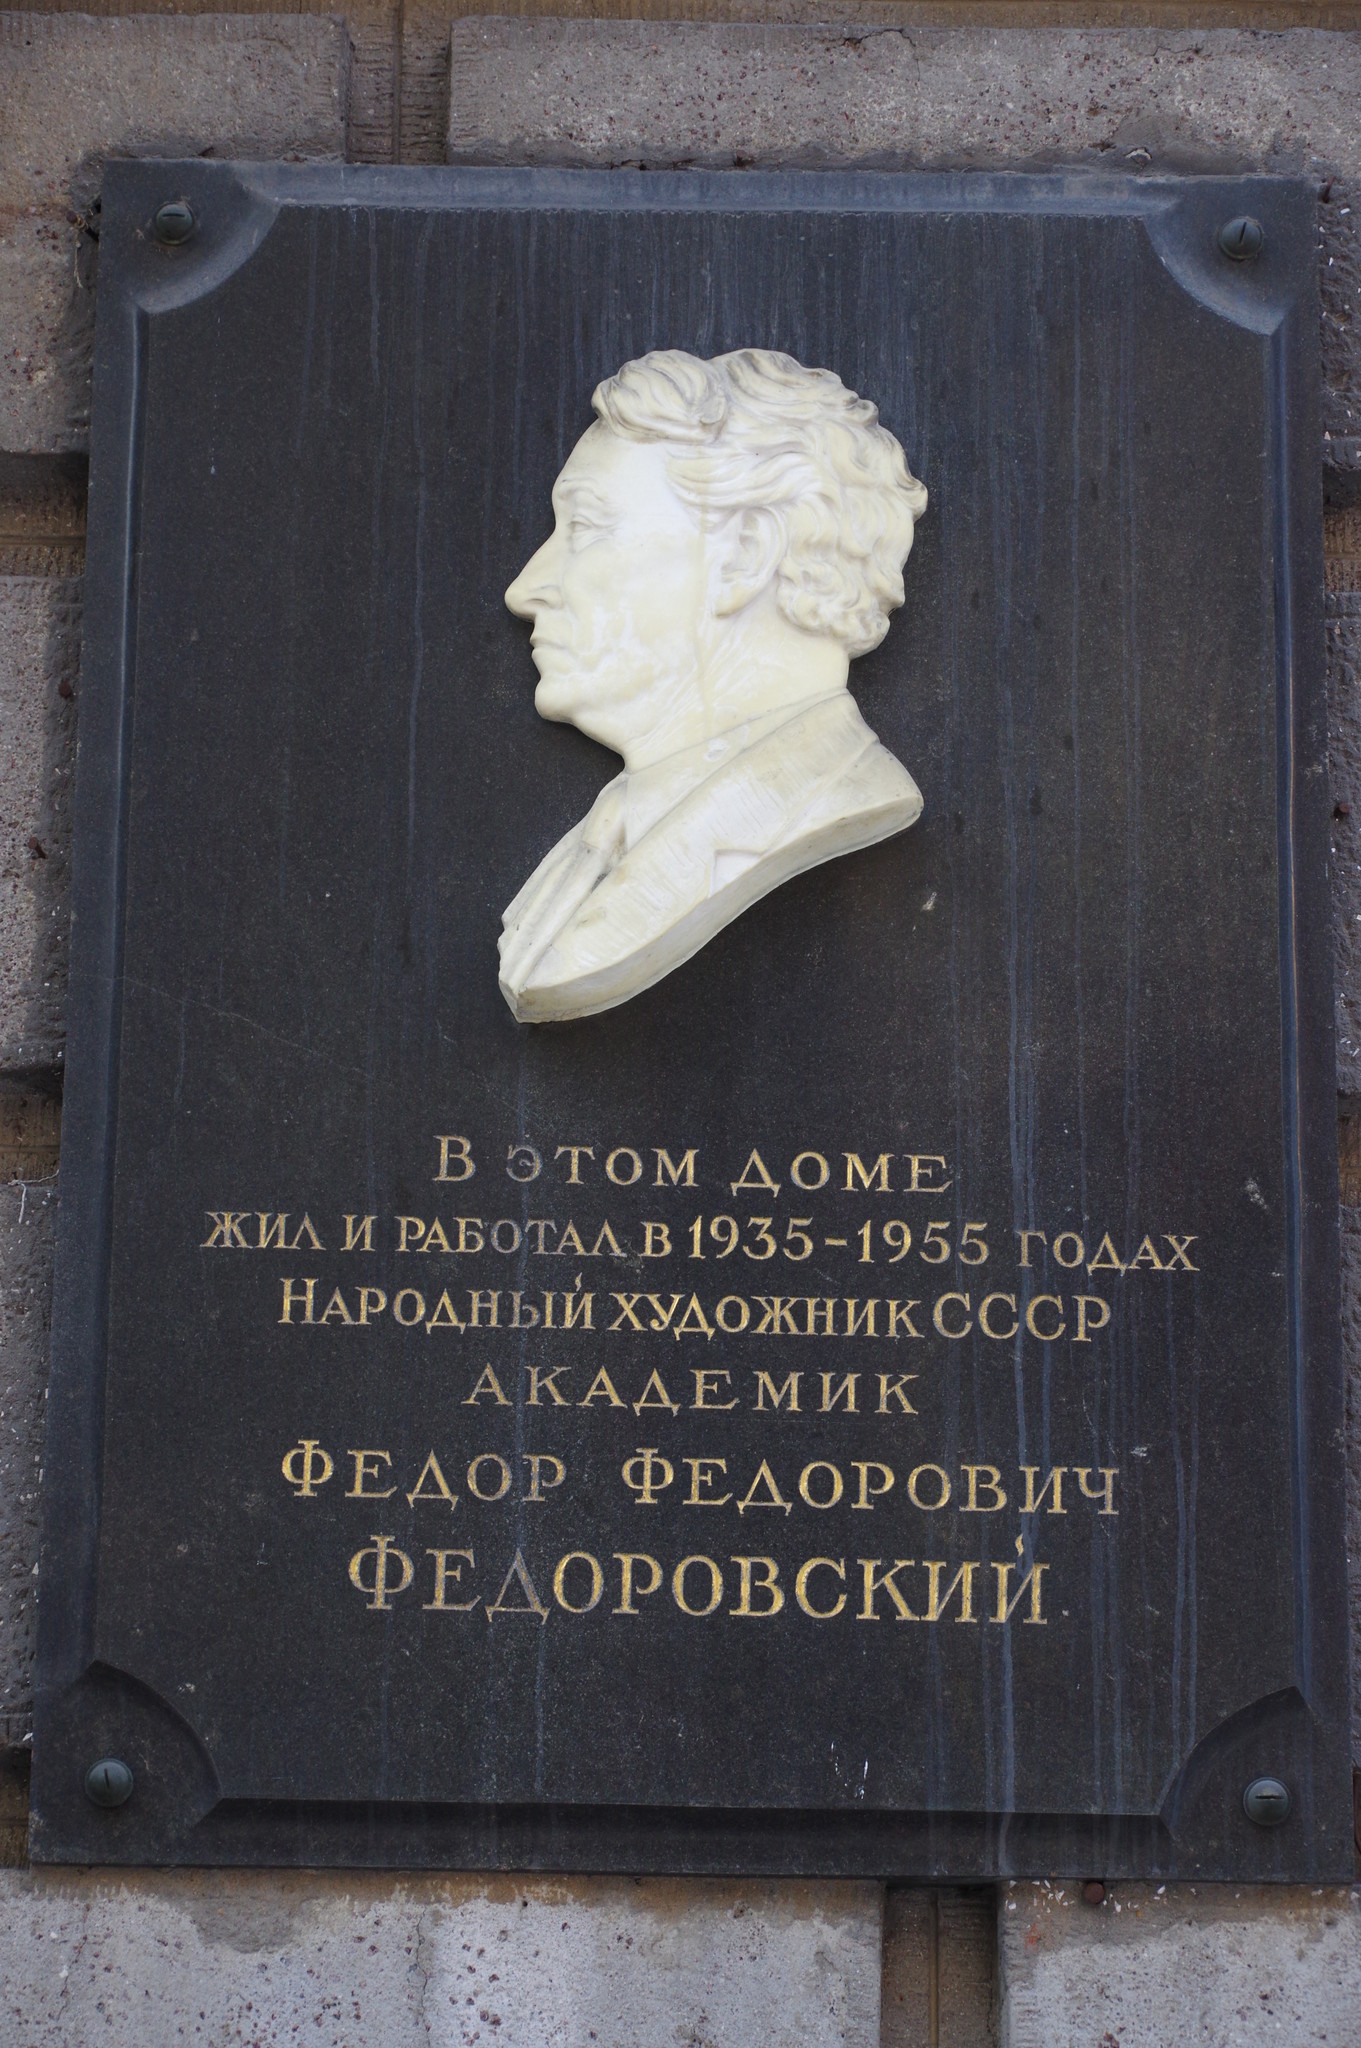 В ЭТОМ ДОМЕ
ЖИЛ И РАБОТАЛ В 1935-1955 ГОДАХ
НАРОДНЫЙ ХУДОЖНИК СССР
АКАДЕМИК
ФЕДОР ФЕДОРОВИЧ
ФЕДОРОВСКИЙ